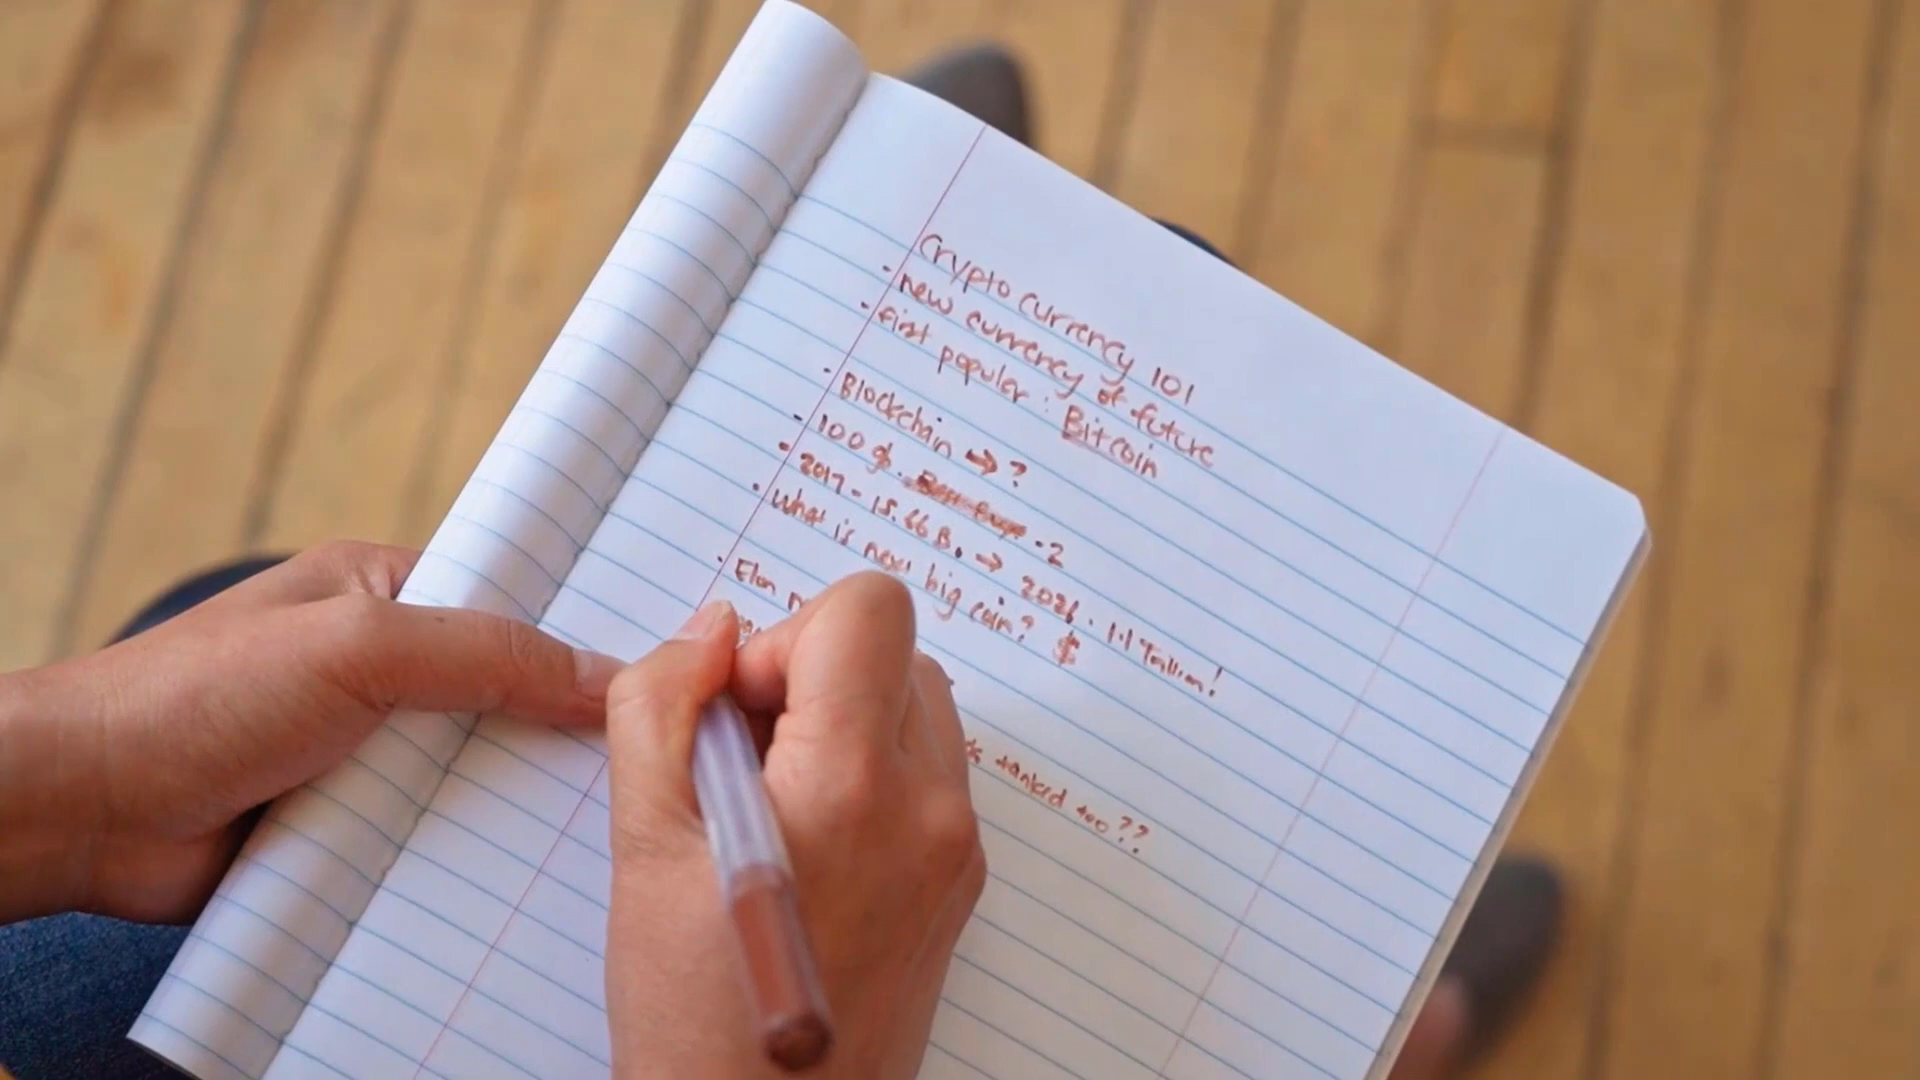 Crypto currency 101
- new currency of future
- first populer : Bitcoin
- Blockchain → ?
- 100 $ . - 2
- 2017 - 15.66 B. → 2021 . 1.1 Trillion!
- What is next big coin? $
- Elon
tanked too ??